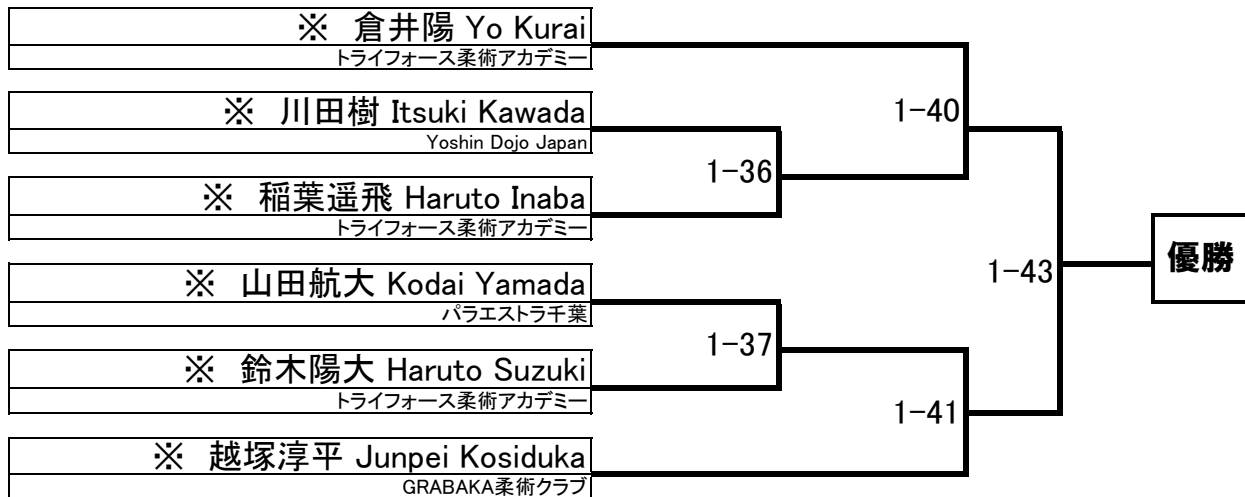 ※ 倉井陽 Yo Kurai
トライフォース柔術アカデミー
※ 川田樹 Itsuki Kawada
Yoshin Dojo Japan
※ 稲葉遥飛 Haruto Inaba
トライフォース柔術アカデミー
※ 山田航大 Kodai Yamada
パラエストラ千葉
※ 鈴木陽大 Haruto Suzuki
トライフォース柔術アカデミー
※ 越塚淳平 Junpei Kosiduka
GRABAKA柔術クラブ
1-36
1-37
1-40
1-41
1-43
優勝